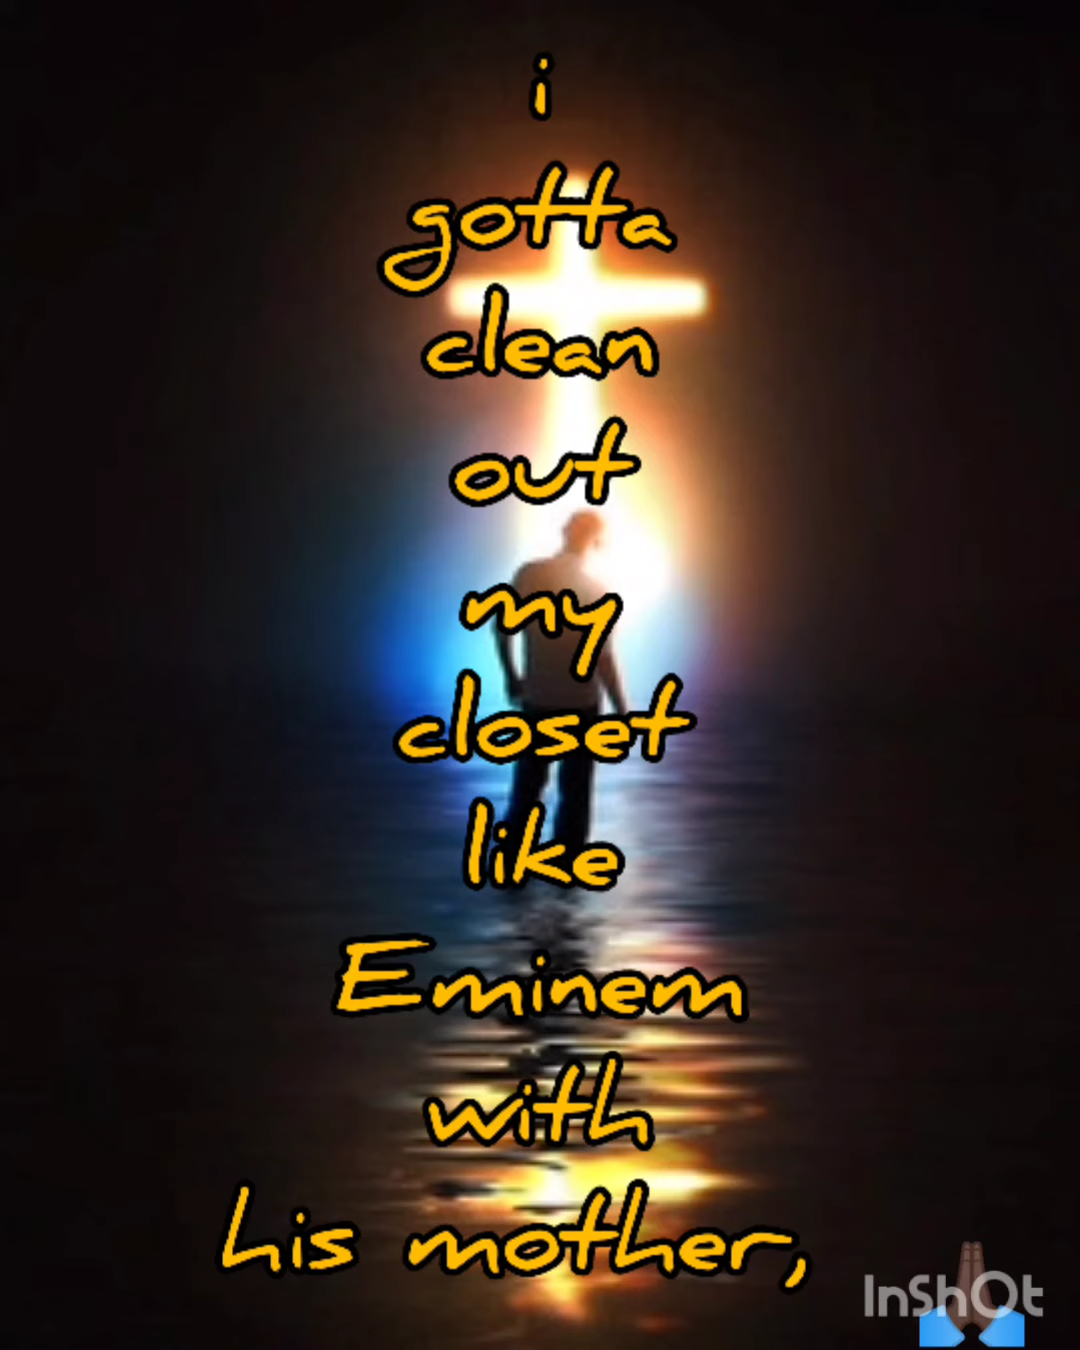 i
gotta
clean
out
my
closet
like
Eminem
with
his mother,
InShOt